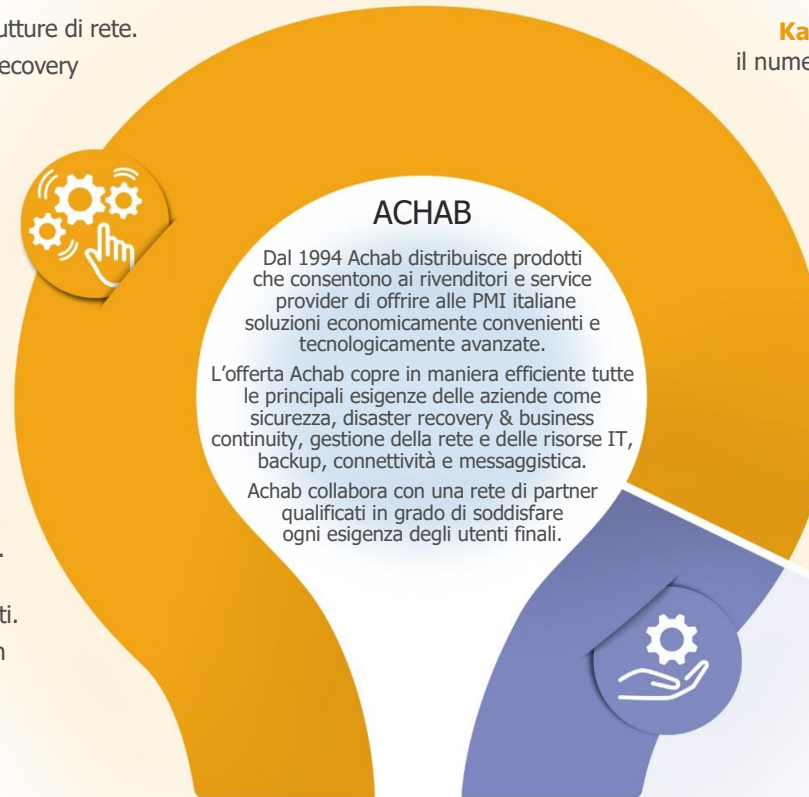 utture di rete.
ecovery
Ka
il nume
ACHAB
Dal 1994 Achab distribuisce prodotti
che consentono ai rivenditori e service
provider di offrire alle PMI italiane
soluzioni economicamente convenienti e
tecnologicamente avanzate.
L’offerta Achab copre in maniera efficiente tutte
le principali esigenze delle aziende come
sicurezza, disaster recovery & business
continuity, gestione della rete e delle risorse IT,
backup, connettività e messaggistica.
Achab collabora con una rete di partner
qualificati in grado di soddisfare
ogni esigenza degli utenti finali.
.
ti.
n